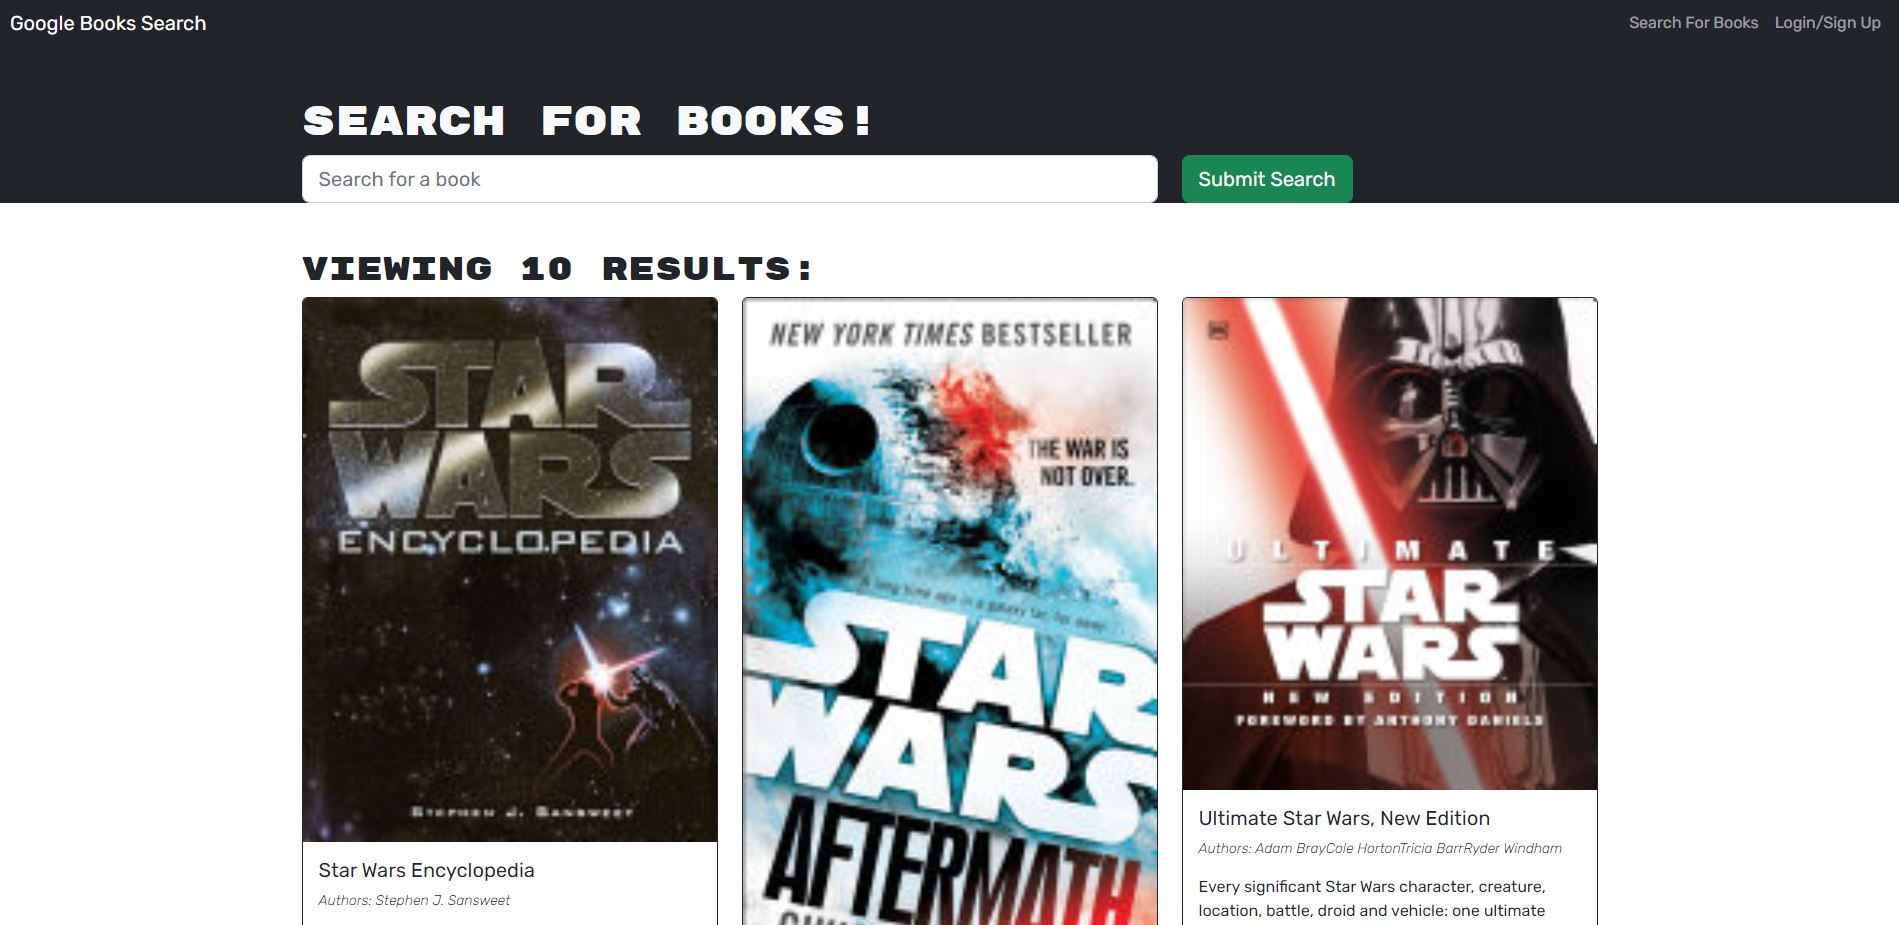 Google Books Search
Search For Books
Login/Sign Up
SEARCH FOR BOOKS!
Search for a book
Submit Search
VIEWING 10 RESULTS:
STAR
WARS
ENCYCLOPEDIA
STEPHEN J. SANSWEET
Star Wars Encyclopedia
Authors: Stephen J. Sansweet
NEW YORK TIMES BESTSELLER
THE WAR IS
NOT OVER.
A long time ago in a galaxy far, far away. . . .
STAR
WARS
AFTERMATH
ULTIMATE
STAR
WARS
NEW EDITION
FOREWORD BY ANTHONY DANIELS
Ultimate Star Wars, New Edition
Authors: Adam BrayCole HortonTricia BarrRyder Windham
Every significant Star Wars character, creature,
location, battle, droid and vehicle: one ultimate